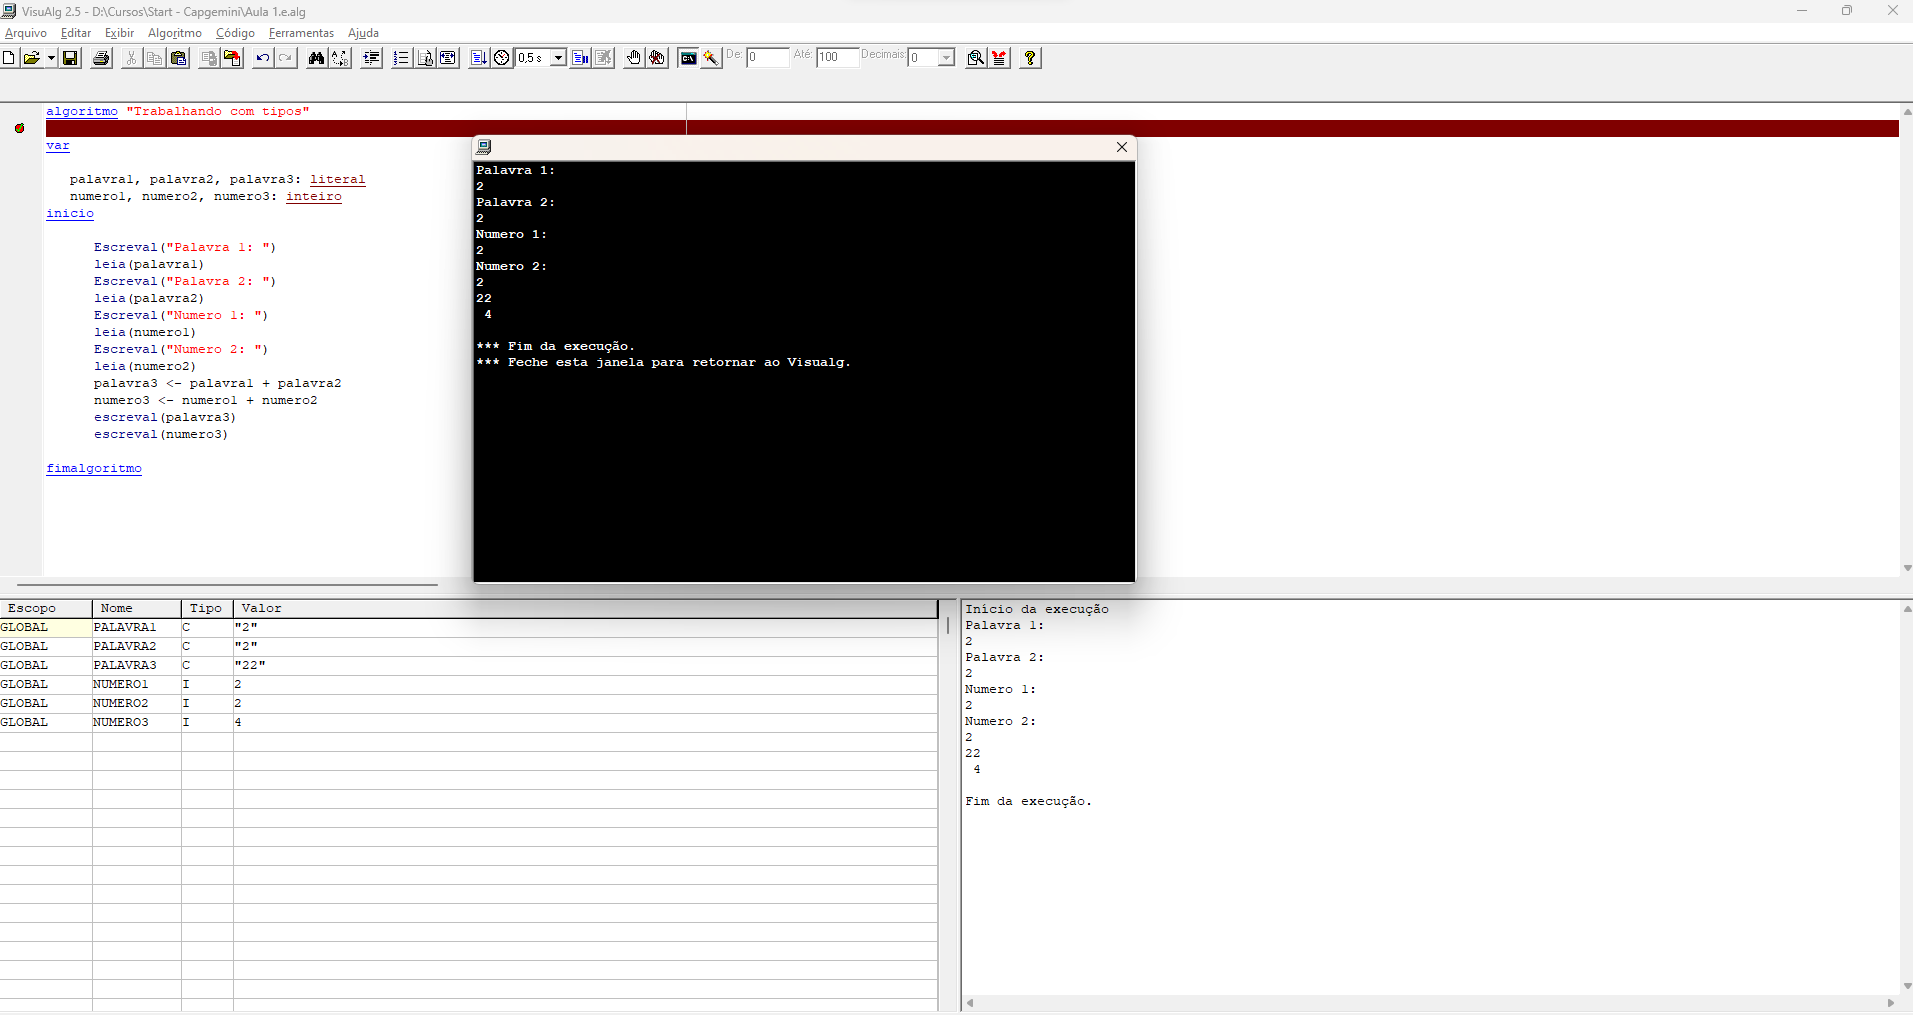 VisuAlg 2.5 - D:\Cursos\Start - Capgemini\Aula 1.e.alg
Arquivo Editar Exibir Algoritmo Código Ferramentas Ajuda
0,5 s De: 0 Até: 100 Decimais: 0
algoritmo "Trabalhando com tipos"
var
palavra1, palavra2, palavra3: literal
numero1, numero2, numero3: inteiro
inicio
Escreval("Palavra 1: ")
leia(palavra1)
Escreval("Palavra 2: ")
leia(palavra2)
Escreval("Numero 1: ")
leia(numero1)
Escreval("Numero 2: ")
leia(numero2)
palavra3 <- palavra1 + palavra2
numero3 <- numero1 + numero2
escreval(palavra3)
escreval(numero3)
fimalgoritmo
Palavra 1:
2
Palavra 2:
2
Numero 1:
2
Numero 2:
2
22
4
*** Fim da execução.
*** Feche esta janela para retornar ao Visualg.
Escopo Nome Tipo Valor
GLOBAL PALAVRA1 C "2"
GLOBAL PALAVRA2 C "2"
GLOBAL PALAVRA3 C "22"
GLOBAL NUMERO1 I 2
GLOBAL NUMERO2 I 2
GLOBAL NUMERO3 I 4
Início da execução
Palavra 1:
2
Palavra 2:
2
Numero 1:
2
Numero 2:
2
22
4
Fim da execução.